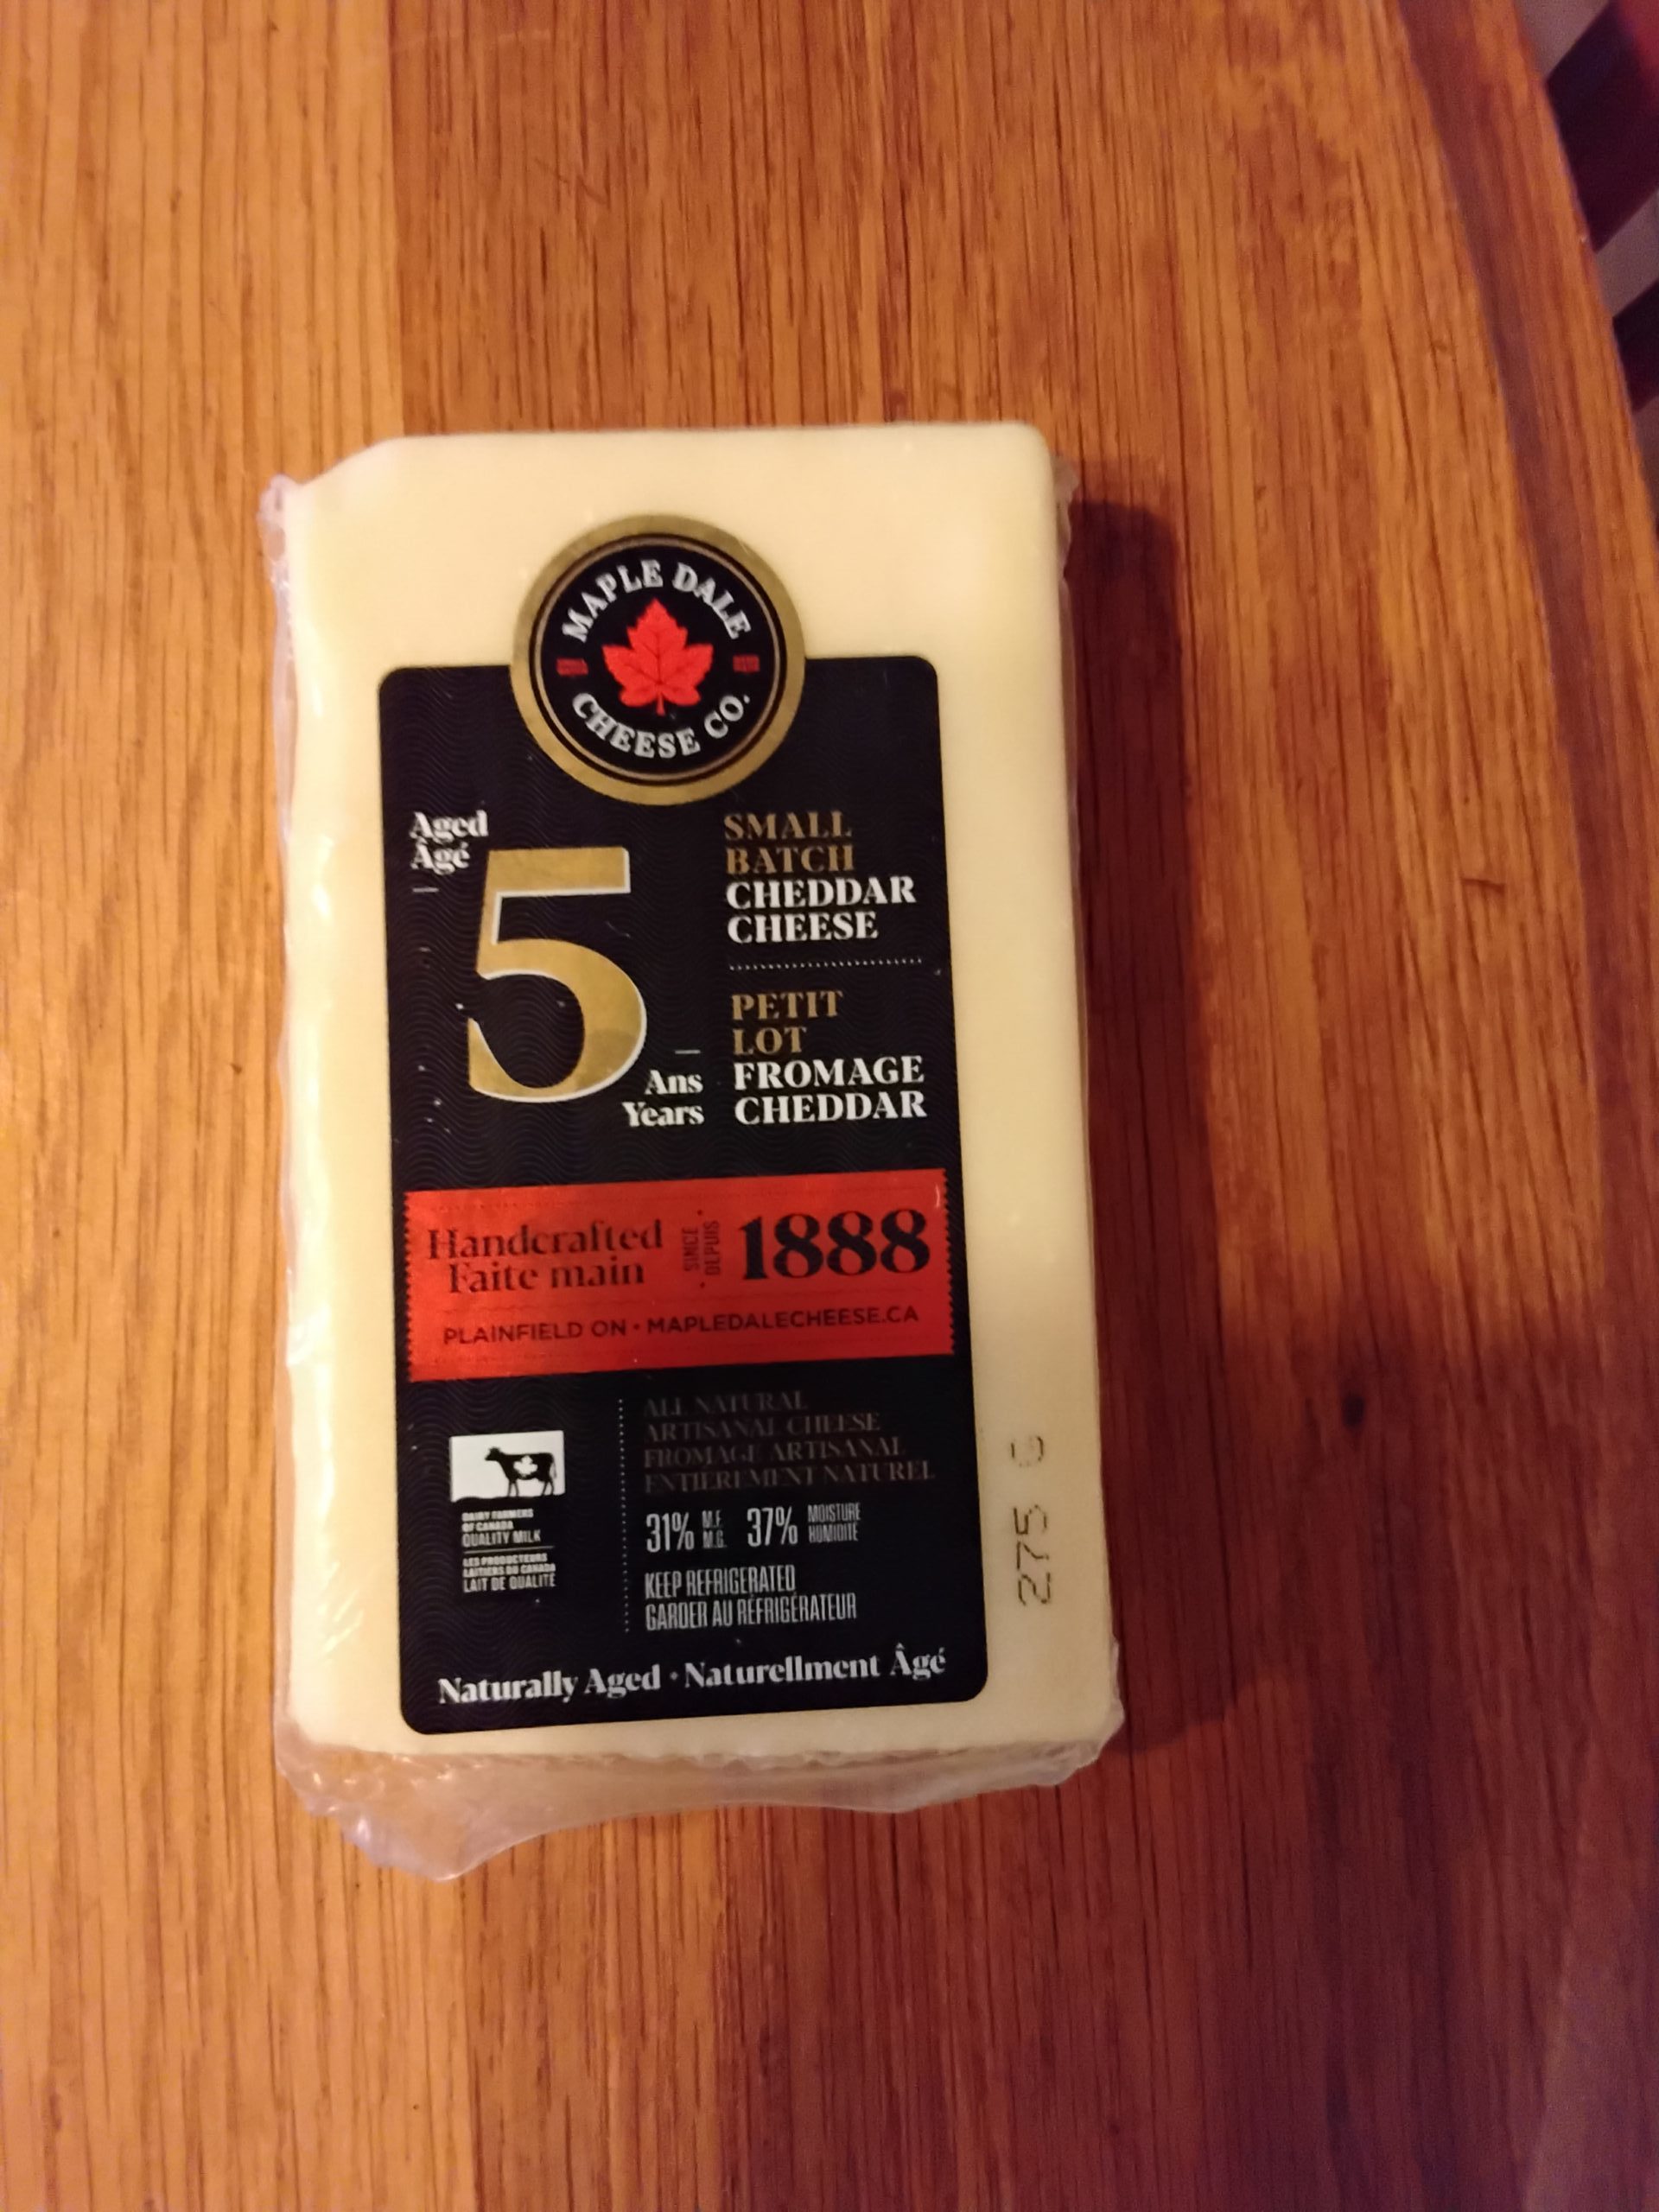 MAPLE DALE
CHEESE CO.
Aged
Âgé
5
Ans
Years
SMALL
BATCH
CHEDDAR
CHEESE
PETIT
LOT
FROMAGE
CHEDDAR
Handcrafted
Faite main
SINCE
DEPUIS
1888
PLAINFIELD ON • MAPLEDALECHEESE.CA
DAIRY FARMERS
OF CANADA
QUALITY MILK
LES PRODUCTEURS
LAITIERS DU CANADA
LAIT DE QUALITÉ
ALL NATURAL
ARTISANAL CHEESE
FROMAGE ARTISANAL
ENTIEREMENT NATUREL
31% M.F. M.G. 37% MOISTURE HUMIDITÉ
KEEP REFRIGERATED
GARDER AU RÉFRIGÉRATEUR
Naturally Aged • Naturellment Âgé
275 G